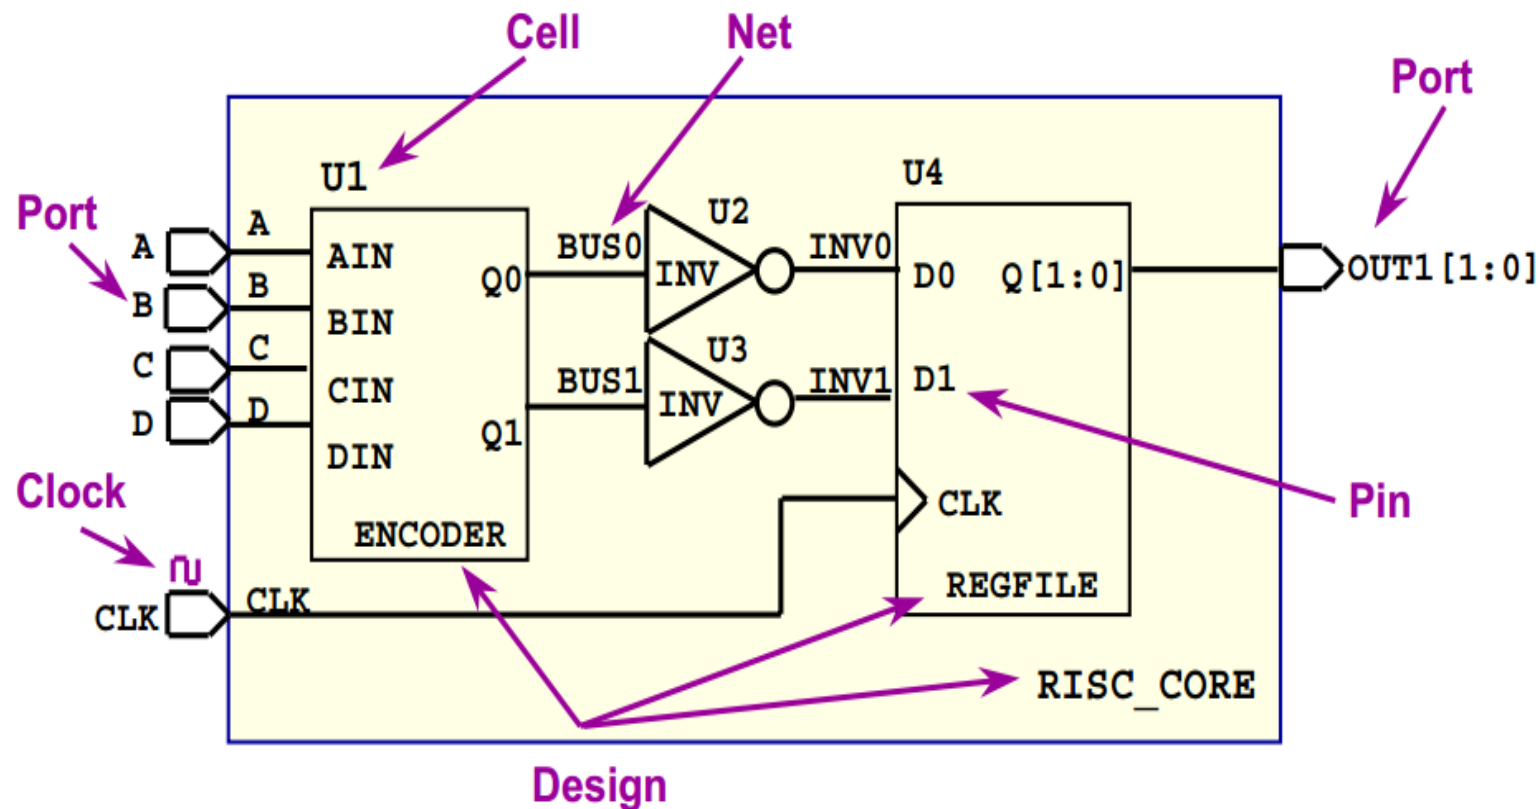 Cell
Net
Port
U1
U4
Port
A
A
AIN
Q0
BUS0
U2
INV
INV0
D0
Q[1:0]
OUT1[1:0]
B
B
BIN
C
C
CIN
Q1
BUS1
U3
INV
INV1
D1
D
D
DIN
Clock
Pin
CLK
ENCODER
REGFILE
CLK
CLK
RISC_CORE
Design